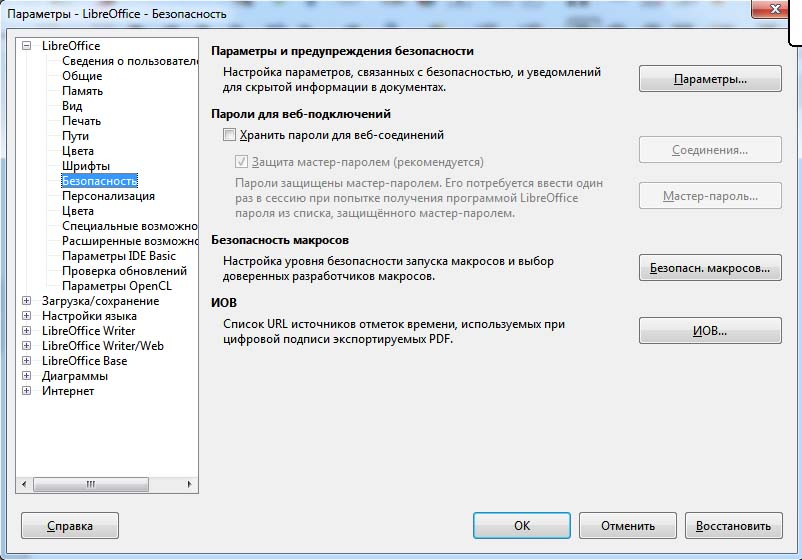 Параметры - LibreOffice - Безопасность
LibreOffice
Сведения о пользовател
Общие
Память
Вид
Печать
Пути
Цвета
Шрифты
Безопасность
Персонализация
Цвета
Специальные возможно
Расширенные возможно
Параметры IDE Basic
Проверка обновлений
Параметры OpenCL
Загрузка/сохранение
Настройки языка
LibreOffice Writer
LibreOffice Writer/Web
LibreOffice Base
Диаграммы
Интернет
Параметры и предупреждения безопасности
Настройка параметров, связанных с безопасностью, и уведомлений
для скрытой информации в документах.
Параметры...
Пароли для веб-подключений
Хранить пароли для веб-соединений
Соединения...
Защита мастер-паролем (рекомендуется)
Пароли защищены мастер-паролем. Его потребуется ввести один
раз в сессию при попытке получения программой LibreOffice
пароля из списка, защищённого мастер-паролем.
Мастер-пароль...
Безопасность макросов
Настройка уровня безопасности запуска макросов и выбор
доверенных разработчиков макросов.
Безопасн. макросов...
ИОВ
Список URL источников отметок времени, используемых при
цифровой подписи экспортируемых PDF.
ИОВ...
Справка
ОК
Отменить
Восстановить